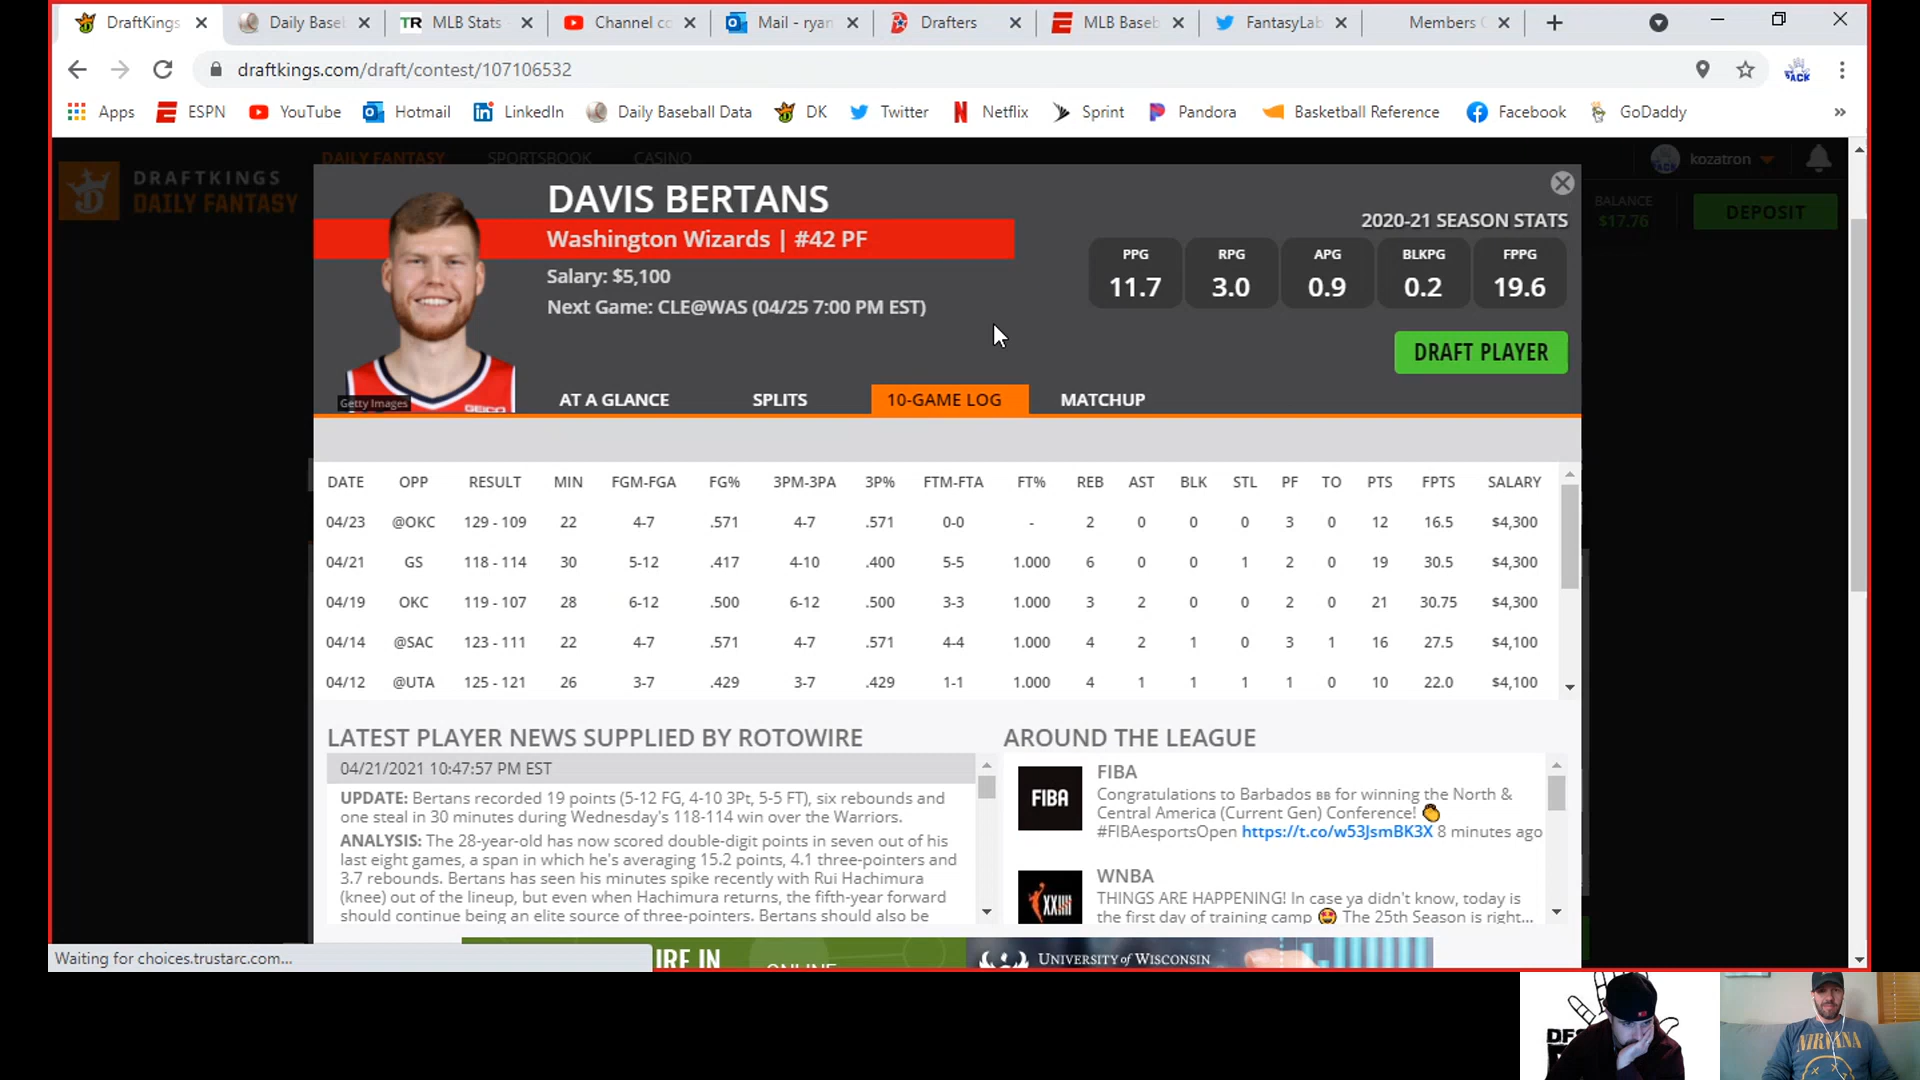 DraftKings
Daily Base
TR MLB Stats
Channel co
Mail - ryan
Drafters
MLB Baseb
FantasyLab
Members
draftkings.com/draft/contest/107106532
Apps
ESPN
YouTube
Hotmail
LinkedIn
Daily Baseball Data
DK
Twitter
Netflix
Sprint
Pandora
Basketball Reference
Facebook
GoDaddy
DRAFTKINGS
DAILY FANTASY
DAILY FANTASY SPORTSBOOK CASINO
kozatron
BALANCE
$17.76
DEPOSIT
DAVIS BERTANS
Washington Wizards | #42 PF
Salary: $5,100
Next Game: CLE@WAS (04/25 7:00 PM EST)
Getty Images
2020-21 SEASON STATS
PPG RPG APG BLKPG FPPG
11.7 3.0 0.9 0.2 19.6
DRAFT PLAYER
AT A GLANCE SPLITS 10-GAME LOG MATCHUP
DATE OPP RESULT MIN FGM-FGA FG% 3PM-3PA 3P% FTM-FTA FT% REB AST BLK STL PF TO PTS FPTS SALARY
04/23 @OKC 129 - 109 22 4-7 .571 4-7 .571 0-0 - 2 0 0 0 3 0 12 16.5 $4,300
04/21 GS 118 - 114 30 5-12 .417 4-10 .400 5-5 1.000 6 0 0 1 2 0 19 30.5 $4,300
04/19 OKC 119 - 107 28 6-12 .500 6-12 .500 3-3 1.000 3 2 0 0 2 0 21 30.75 $4,300
04/14 @SAC 123 - 111 22 4-7 .571 4-7 .571 4-4 1.000 4 2 1 0 3 1 16 27.5 $4,100
04/12 @UTA 125 - 121 26 3-7 .429 3-7 .429 1-1 1.000 4 1 1 1 1 0 10 22.0 $4,100
LATEST PLAYER NEWS SUPPLIED BY ROTOWIRE
04/21/2021 10:47:57 PM EST
UPDATE: Bertans recorded 19 points (5-12 FG, 4-10 3Pt, 5-5 FT), six rebounds and
one steal in 30 minutes during Wednesday's 118-114 win over the Warriors.
ANALYSIS: The 28-year-old has now scored double-digit points in seven out of his
last eight games, a span in which he's averaging 15.2 points, 4.1 three-pointers and
3.7 rebounds. Bertans has seen his minutes spike recently with Rui Hachimura
(knee) out of the lineup, but even when Hachimura returns, the fifth-year forward
should continue being an elite source of three-pointers. Bertans should also be
AROUND THE LEAGUE
FIBA
FIBA
Congratulations to Barbados BB for winning the North &
Central America (Current Gen) Conference! 👏
#FIBAesportsOpen https://t.co/w53JsmBK3X 8 minutes ago
WNBA
THINGS ARE HAPPENING! In case ya didn't know, today is
the first day of training camp 🤩 The 25th Season is right...
UNIVERSITY of WISCONSIN
Waiting for choices.trustarc.com...
NIRVANA